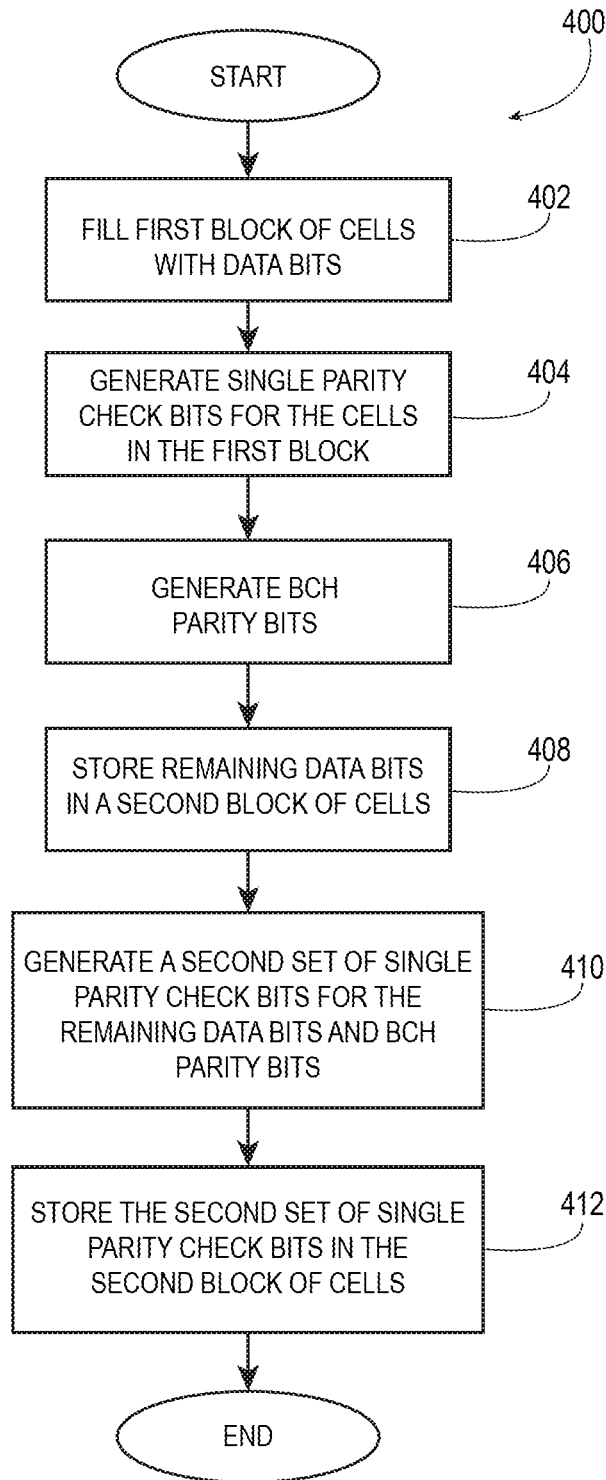 400
START
FILL FIRST BLOCK OF CELLS
WITH DATA BITS
402
GENERATE SINGLE PARITY
CHECK BITS FOR THE CELLS
IN THE FIRST BLOCK
404
GENERATE BCH
PARITY BITS
406
STORE REMAINING DATA BITS
IN A SECOND BLOCK OF CELLS
408
GENERATE A SECOND SET OF SINGLE
PARITY CHECK BITS FOR THE
REMAINING DATA BITS AND BCH
PARITY BITS
410
STORE THE SECOND SET OF SINGLE
PARITY CHECK BITS IN THE
SECOND BLOCK OF CELLS
412
END